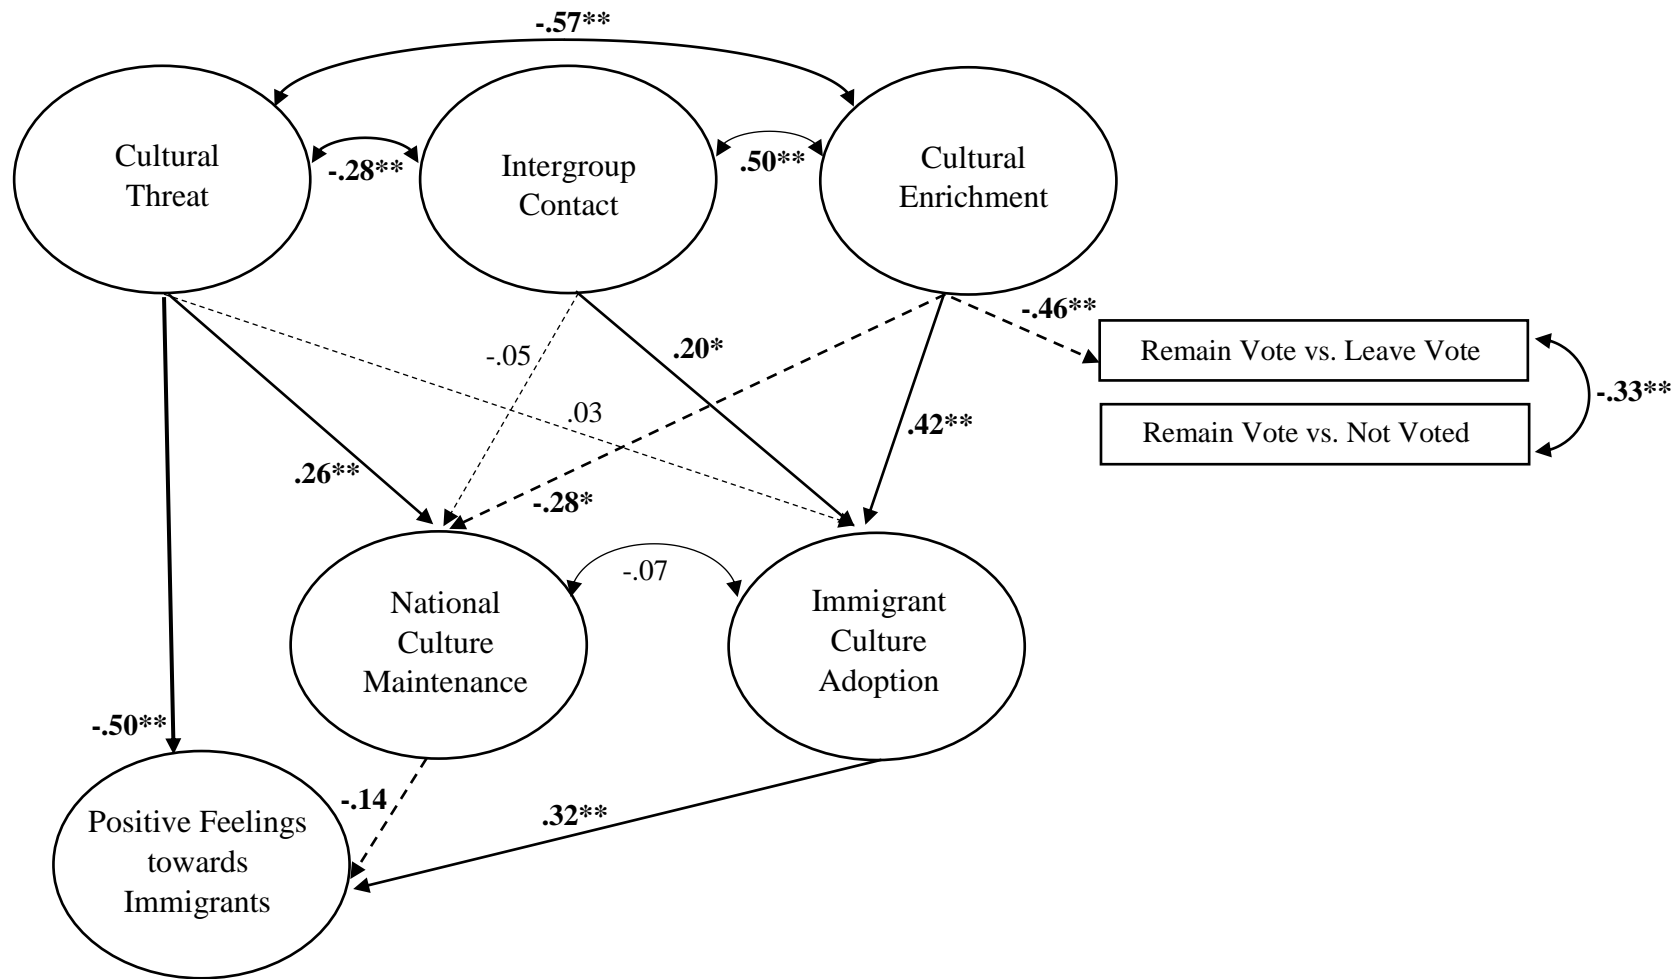 -.57**
Cultural
Threat
-.28**
Intergroup
Contact
.50**
Cultural
Enrichment
-.46**
Remain Vote vs. Leave Vote
-.33**
Remain Vote vs. Not Voted
-.05
.20*
.03
.42**
.26**
-.28*
National
Culture
Maintenance
-.07
Immigrant
Culture
Adoption
-.50**
-.14
.32**
Positive Feelings
towards
Immigrants